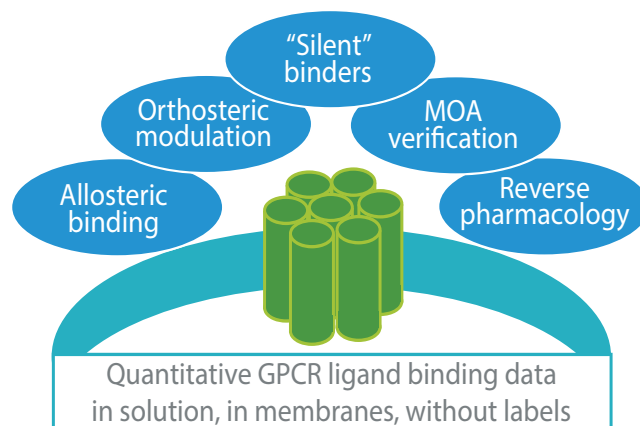 “Silent”
binders
Orthosteric
modulation
MOA
verification
Allosteric
binding
Reverse
pharmacology
Quantitative GPCR ligand binding data
in solution, in membranes, without labels